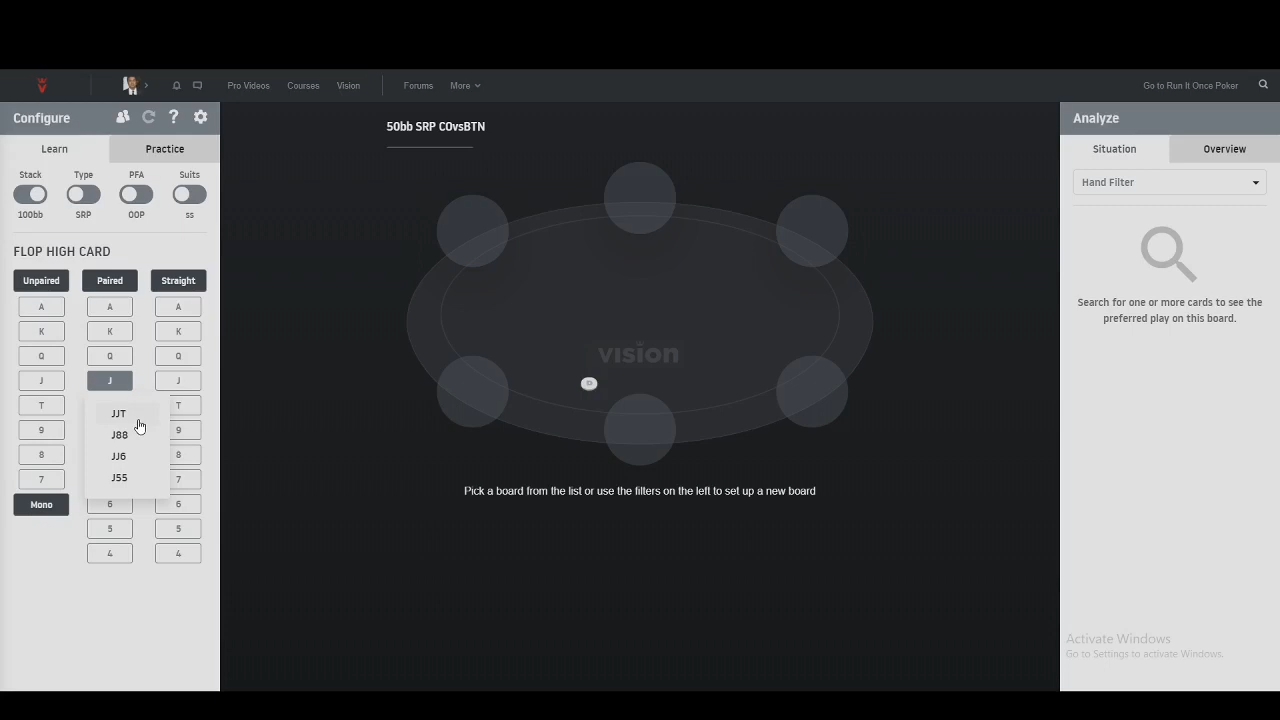 Pro Videos Courses Vision Forums More Go to Run It Once Poker
Configure ?
Learn Practice
Stack Type PFA Suits
100bb SRP OOP ss
FLOP HIGH CARD
Unpaired Paired Straight
A A A
K K K
Q Q Q
J J J
T T
9 9
8 8
7 7
Mono 6 6
5 5
4 4
JJT
J88
JJ6
J55
50bb SRP COvsBTN
vision
D
Pick a board from the list or use the filters on the left to set up a new board
Analyze
Situation Overview
Hand Filter
Search for one or more cards to see the
preferred play on this board.
Activate Windows
Go to Settings to activate Windows.